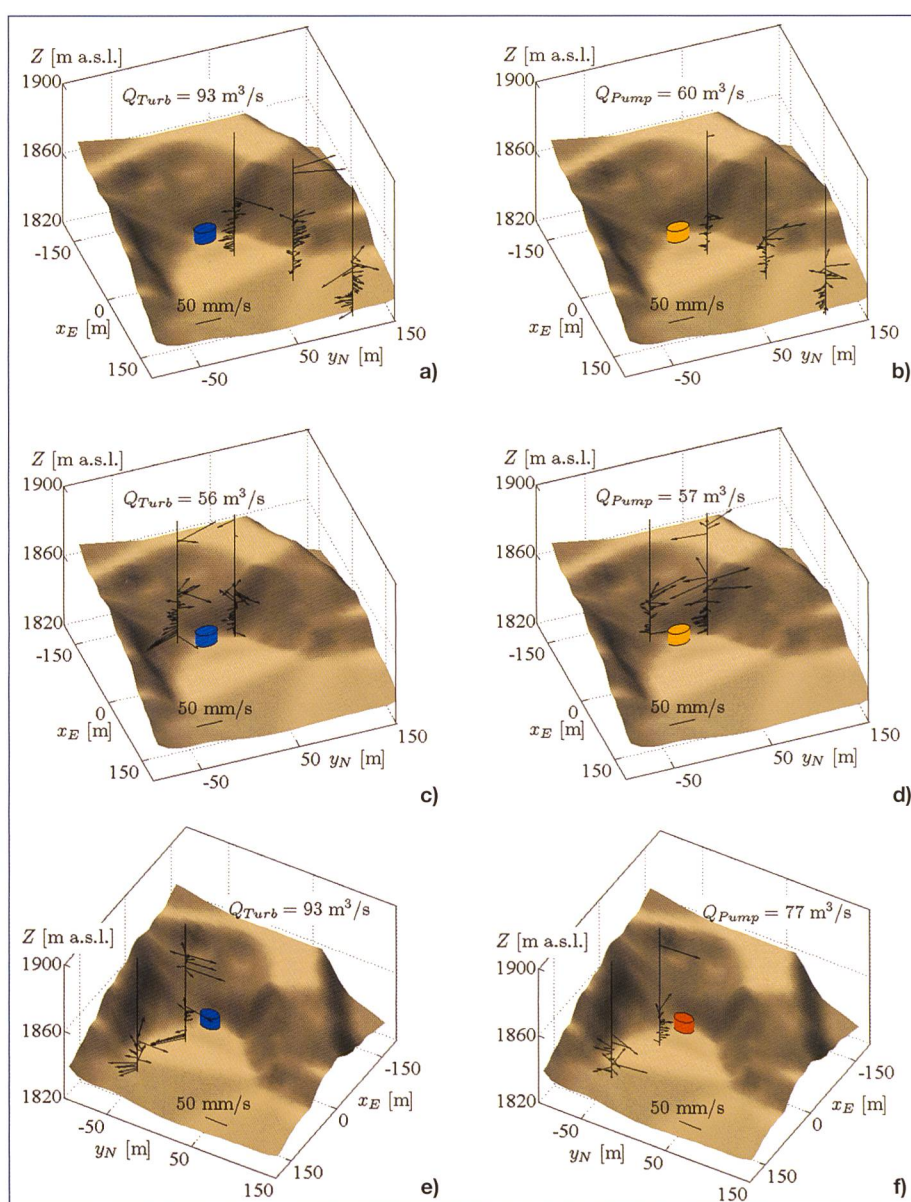 Z [m a.s.l.]
1900
1860
1820
-150
0
150
x_E [m]
Q_Turb = 93 m³/s
50 mm/s
-50
50
y_N [m]
150
a)
Z [m a.s.l.]
1900
1860
1820
-150
0
150
x_E [m]
Q_Pump = 60 m³/s
50 mm/s
-50
50
y_N [m]
150
b)
Z [m a.s.l.]
1900
1860
1820
-150
0
150
x_E [m]
Q_Turb = 56 m³/s
50 mm/s
-50
50
y_N [m]
150
c)
Z [m a.s.l.]
1900
1860
1820
-150
0
150
x_E [m]
Q_Pump = 57 m³/s
50 mm/s
-50
50
y_N [m]
150
d)
Q_Turb = 93 m³/s
Z [m a.s.l.]
1900
1860
1820
50 mm/s
-50
y_N [m]
50
150
-150
x_E [m]
0
150
e)
Q_Pump = 77 m³/s
Z [m a.s.l.]
1900
1860
1820
50 mm/s
-50
y_N [m]
50
150
-150
x_E [m]
0
150
f)